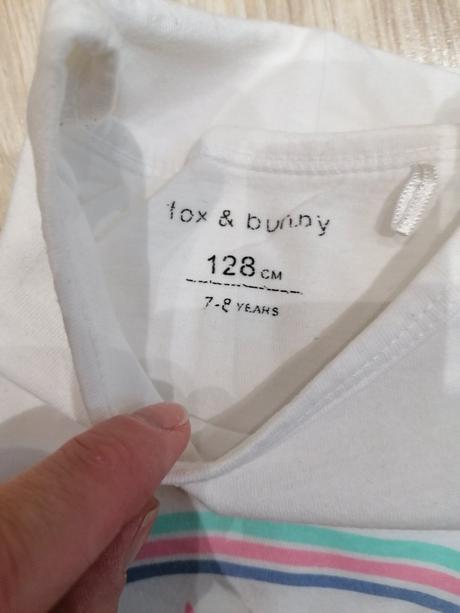 fox & bunny
128 CM
7-8 YEARS